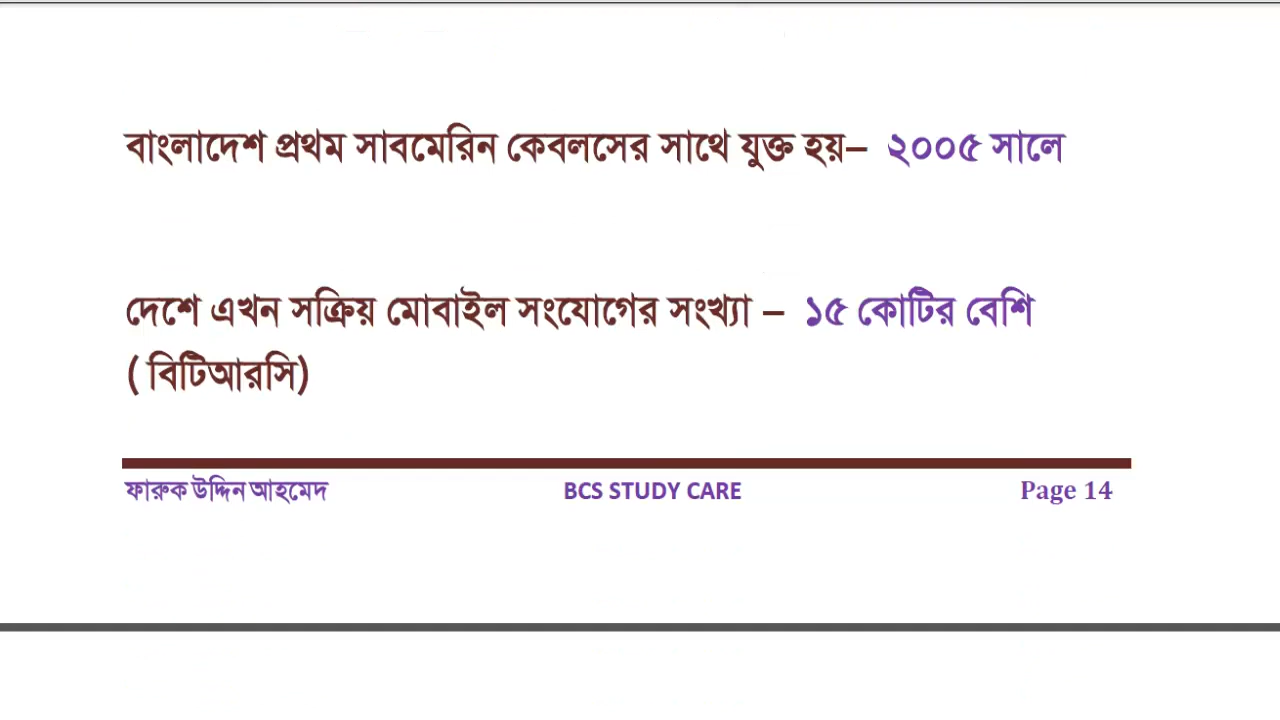 বাংলাদেশ প্রথম সাবমেরিন কেবলসের সাথে যুক্ত হয়– ২০০৫ সালে
দেশে এখন সক্রিয় মোবাইল সংযোগের সংখ্যা – ১৫ কোটির বেশি
( বিটিআরসি)
ফারুক উদ্দিন আহমেদ BCS STUDY CARE Page 14